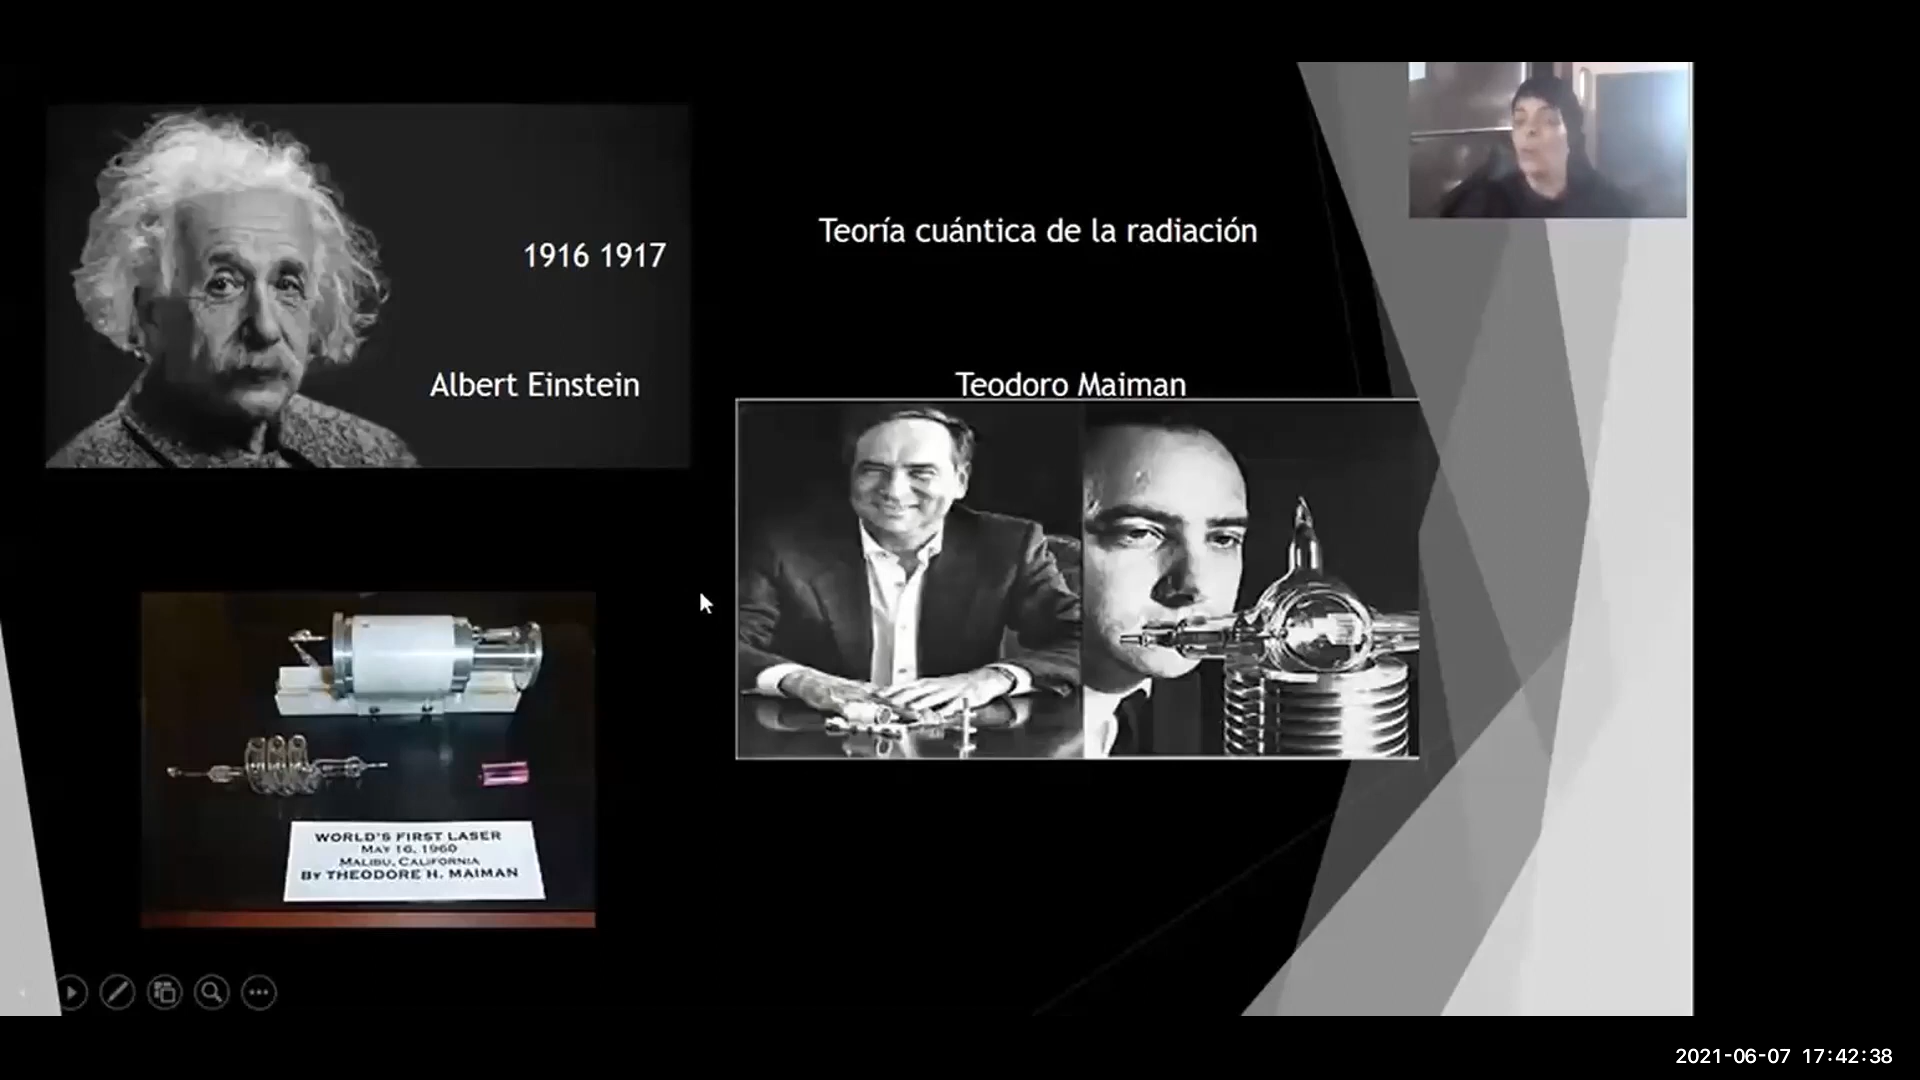 1916 1917
Albert Einstein
Teoría cuántica de la radiación
Teodoro Maiman
WORLD'S FIRST LASER
MAY 16, 1960
MALIBU, CALIFORNIA
BY THEODORE H. MAIMAN
2021-06-07 17:42:38